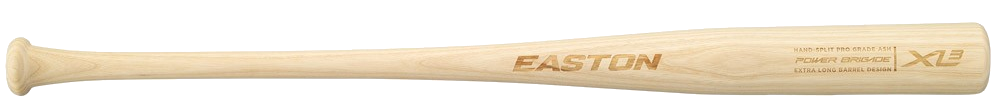 EASTON
HAND-SPLIT PRO GRADE ASH
POWER BRIGADE
EXTRA LONG BARREL DESIGN
XL3